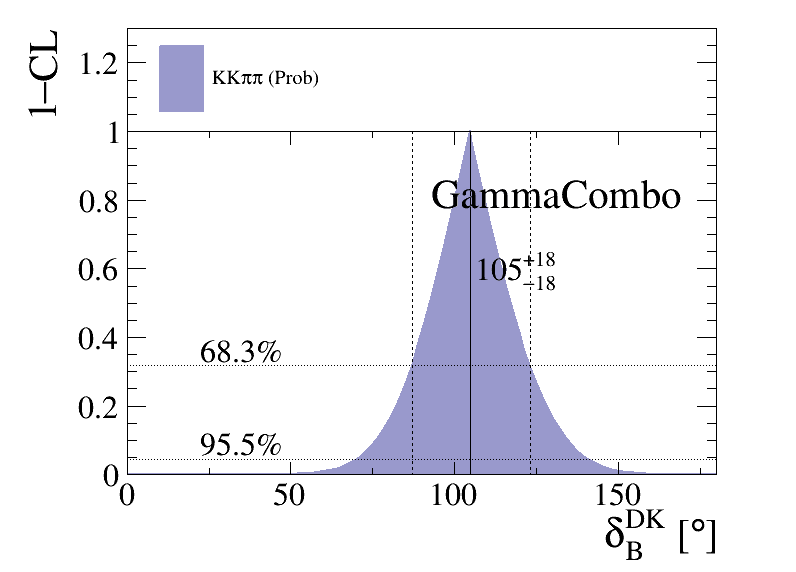 1–CL
1.2
1
0.8
0.6
0.4
0.2
0
KKππ (Prob)
GammaCombo
105 +18 −18
68.3%
95.5%
0 50 100 150
δ_B^DK [°]